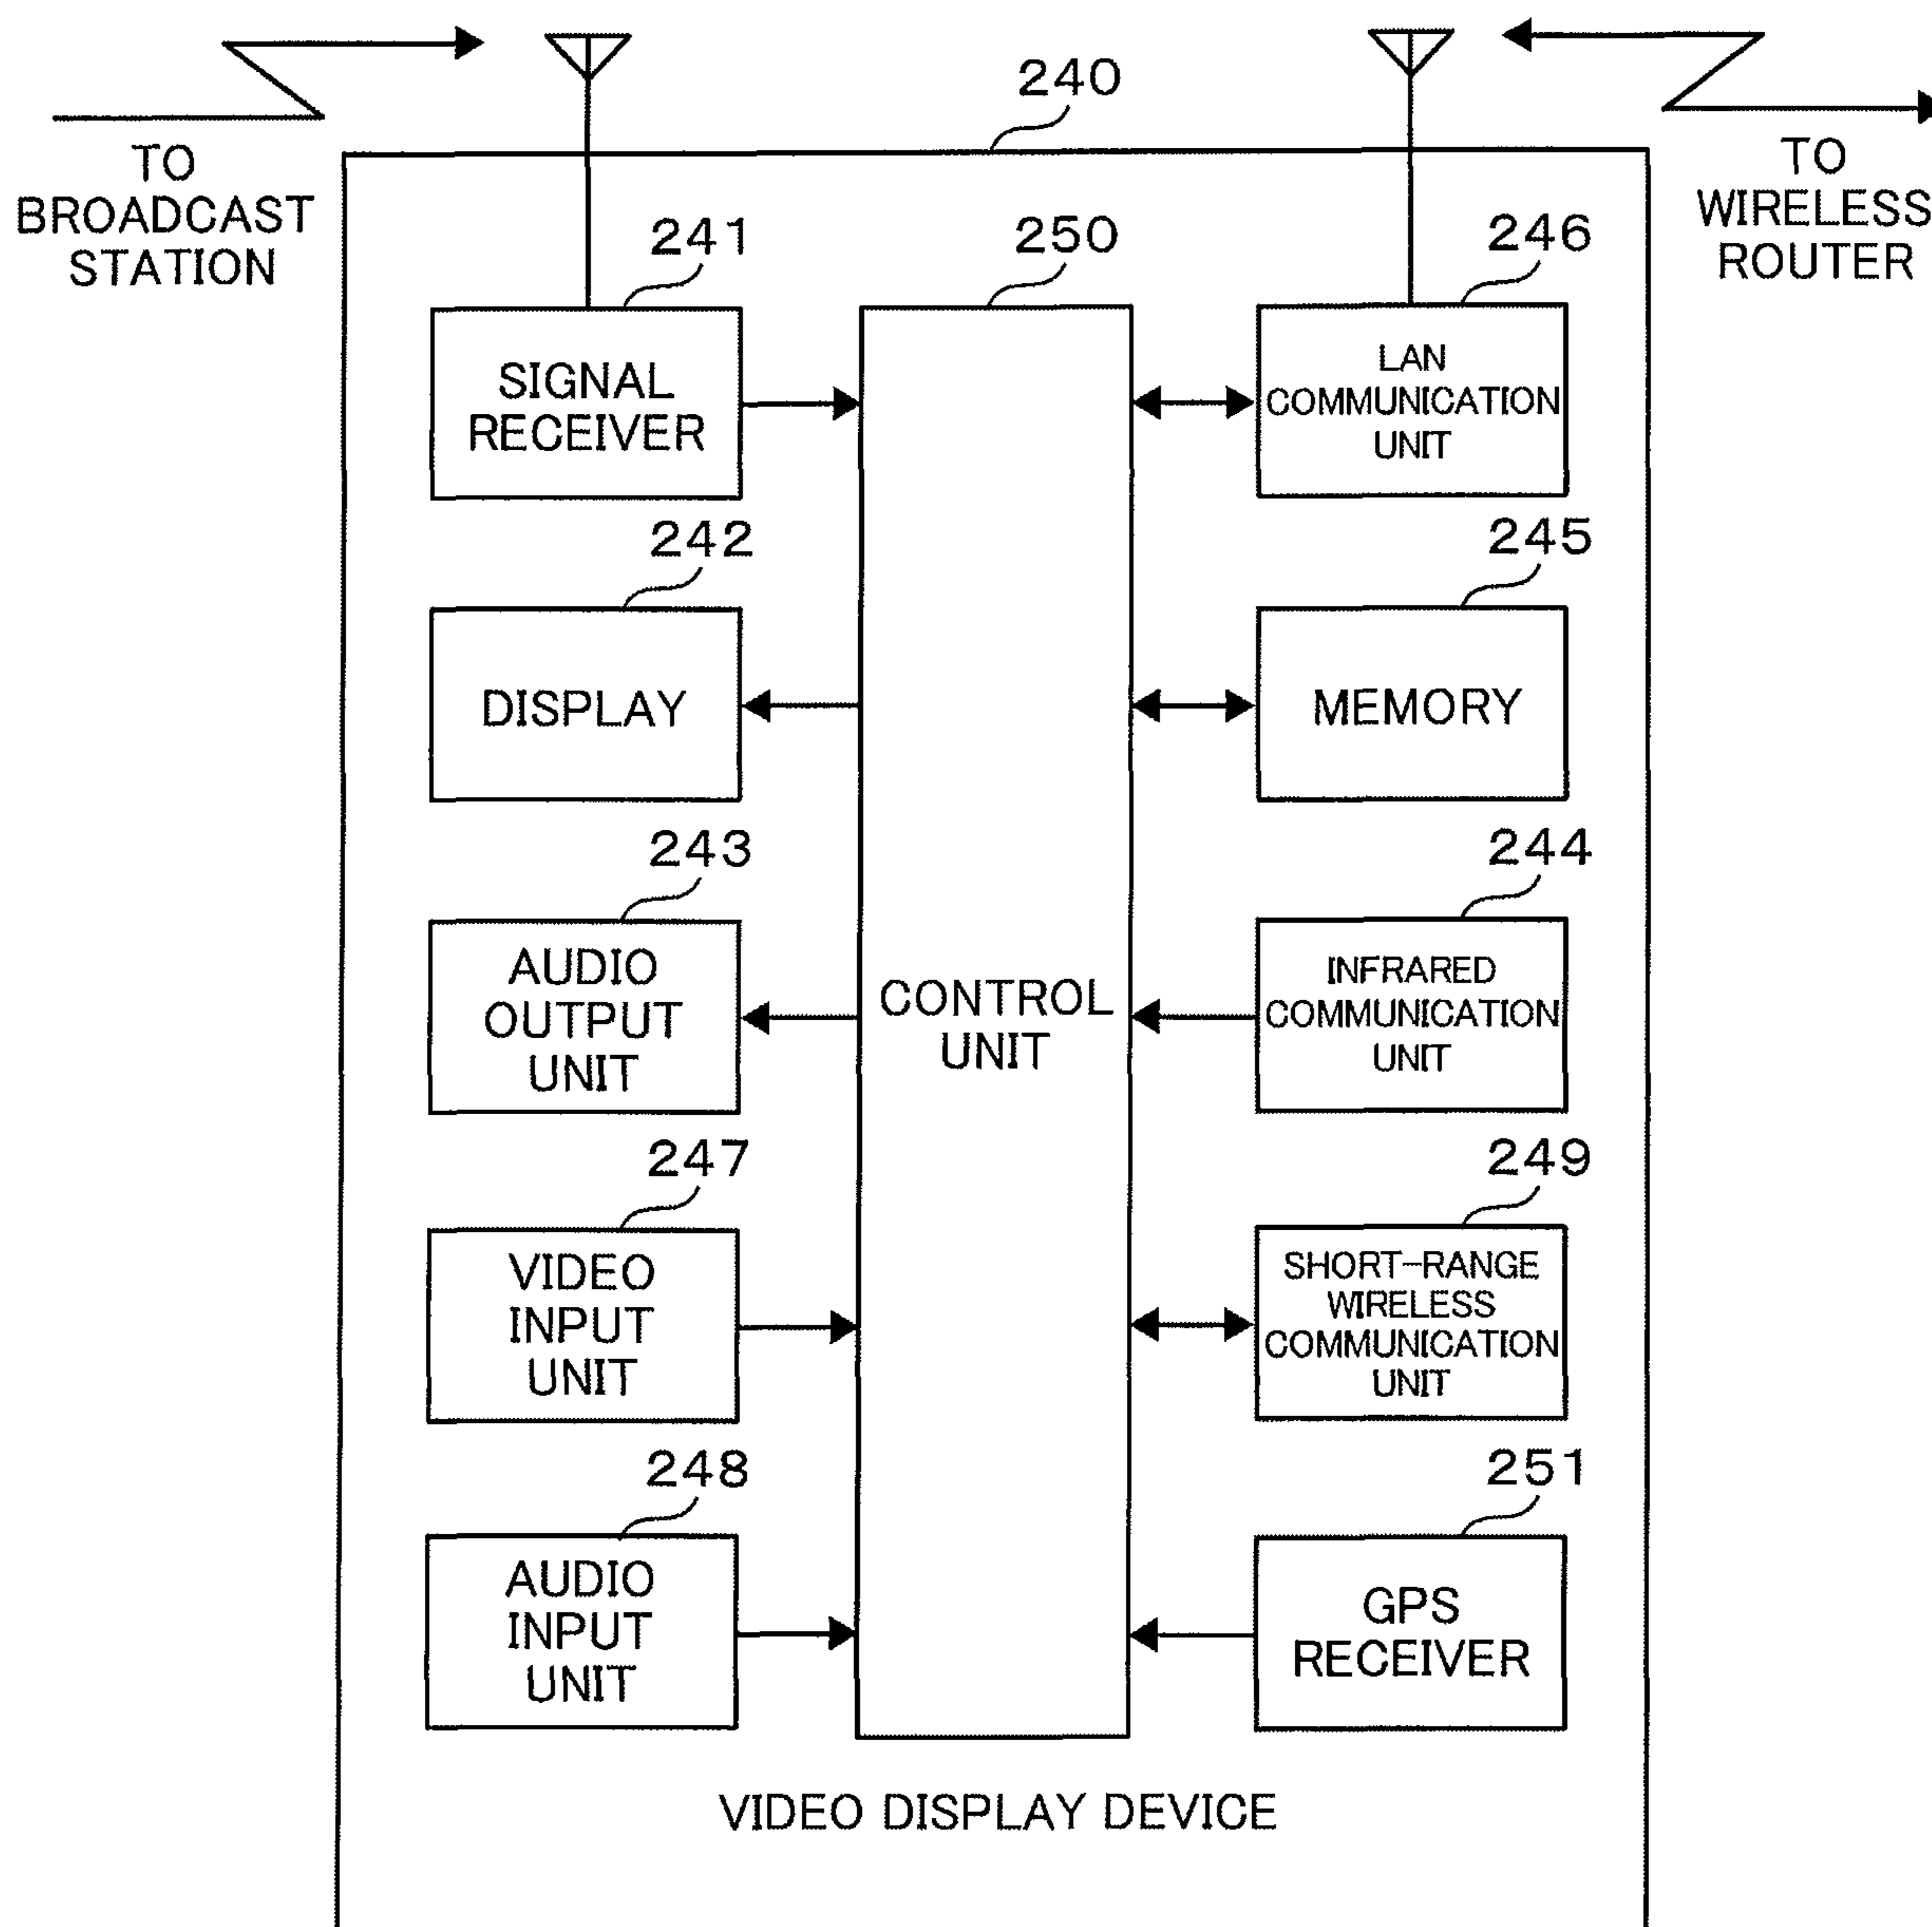 240
TO
BROADCAST
STATION
TO
WIRELESS
ROUTER
241
250
246
SIGNAL
RECEIVER
LAN
COMMUNICATION
UNIT
242
245
DISPLAY
MEMORY
243
244
AUDIO
OUTPUT
UNIT
CONTROL
UNIT
INFRARED
COMMUNICATION
UNIT
247
249
VIDEO
INPUT
UNIT
SHORT-RANGE
WIRELESS
COMMUNICATION
UNIT
248
251
AUDIO
INPUT
UNIT
GPS
RECEIVER
VIDEO DISPLAY DEVICE